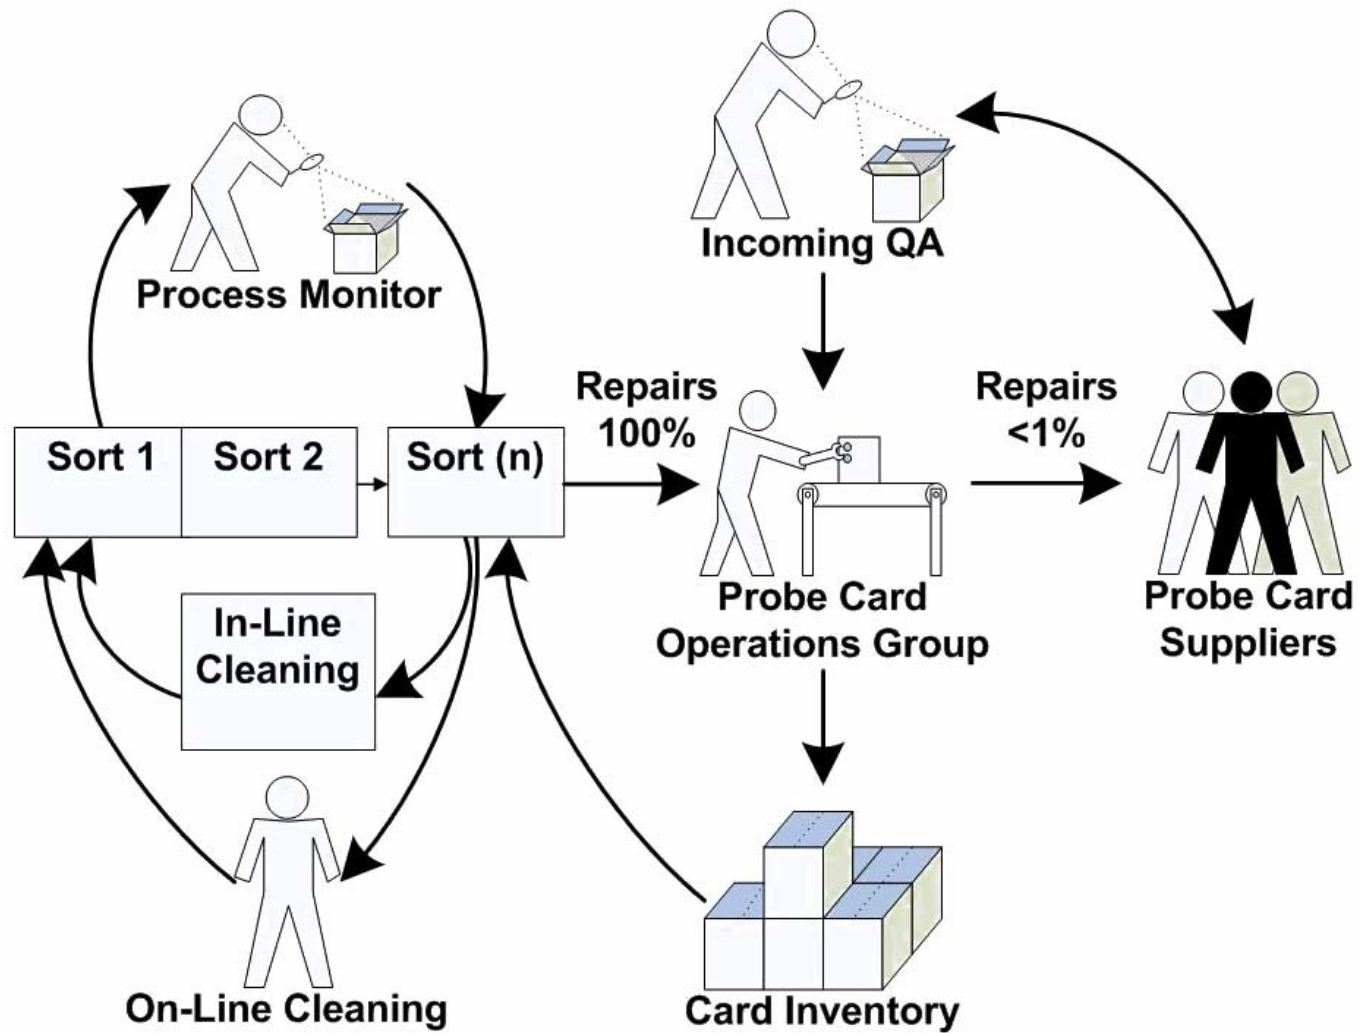 Incoming QA
Process Monitor
Repairs
100%
Repairs
<1%
Sort 1
Sort 2
Sort (n)
Probe Card
Operations Group
Probe Card
Suppliers
In-Line
Cleaning
On-Line Cleaning
Card Inventory